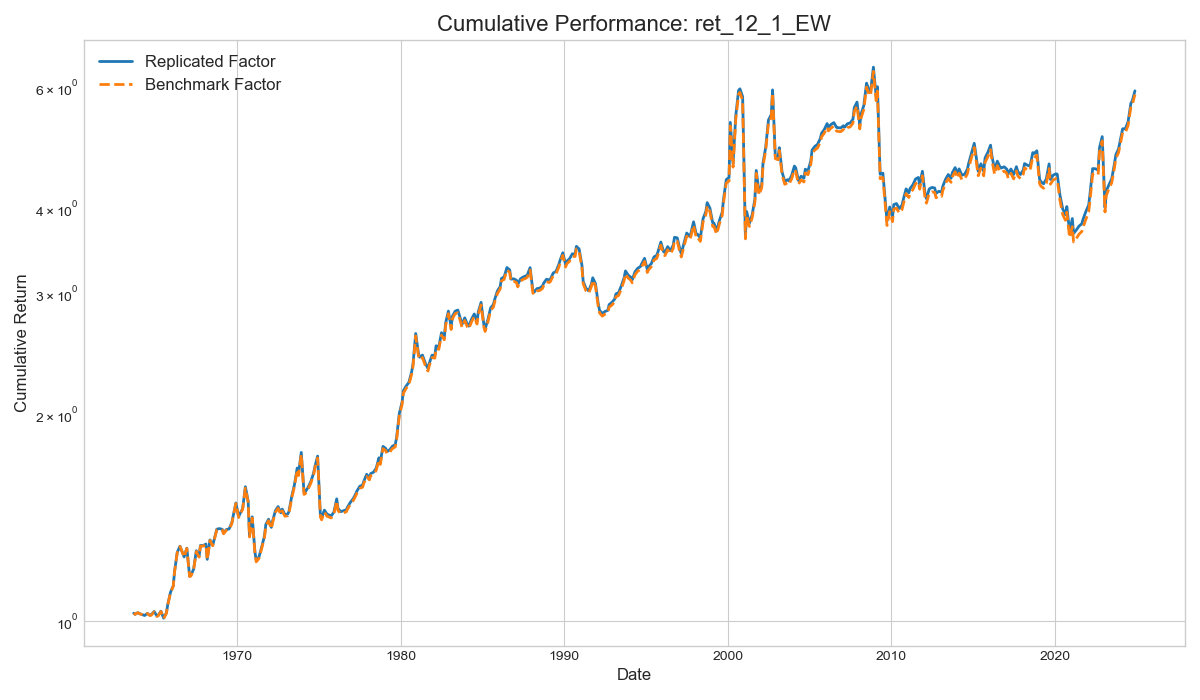 Cumulative Performance: ret_12_1_EW
Replicated Factor
Benchmark Factor
Cumulative Return
6 × 10⁰
4 × 10⁰
3 × 10⁰
2 × 10⁰
10⁰
1970 1980 1990 2000 2010 2020
Date